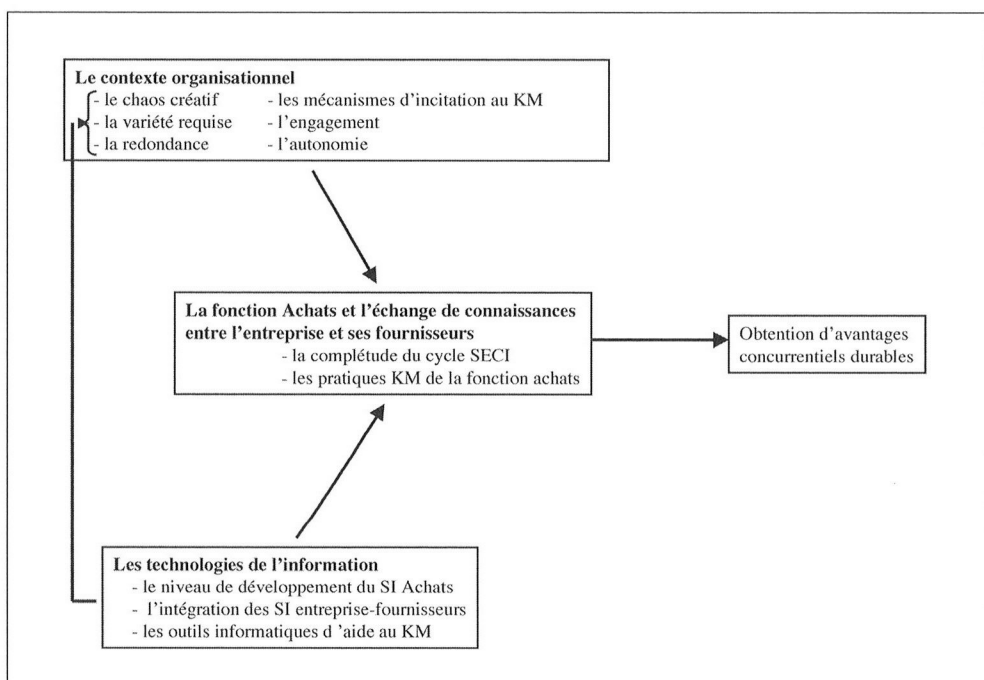 Le contexte organisationnel
- le chaos créatif - les mécanismes d'incitation au KM
- la variété requise - l'engagement
- la redondance - l'autonomie
La fonction Achats et l'échange de connaissances
entre l'entreprise et ses fournisseurs
- la complétude du cycle SECI
- les pratiques KM de la fonction achats
Obtention d'avantages
concurrentiels durables
Les technologies de l'information
- le niveau de développement du SI Achats
- l'intégration des SI entreprise-fournisseurs
- les outils informatiques d 'aide au KM